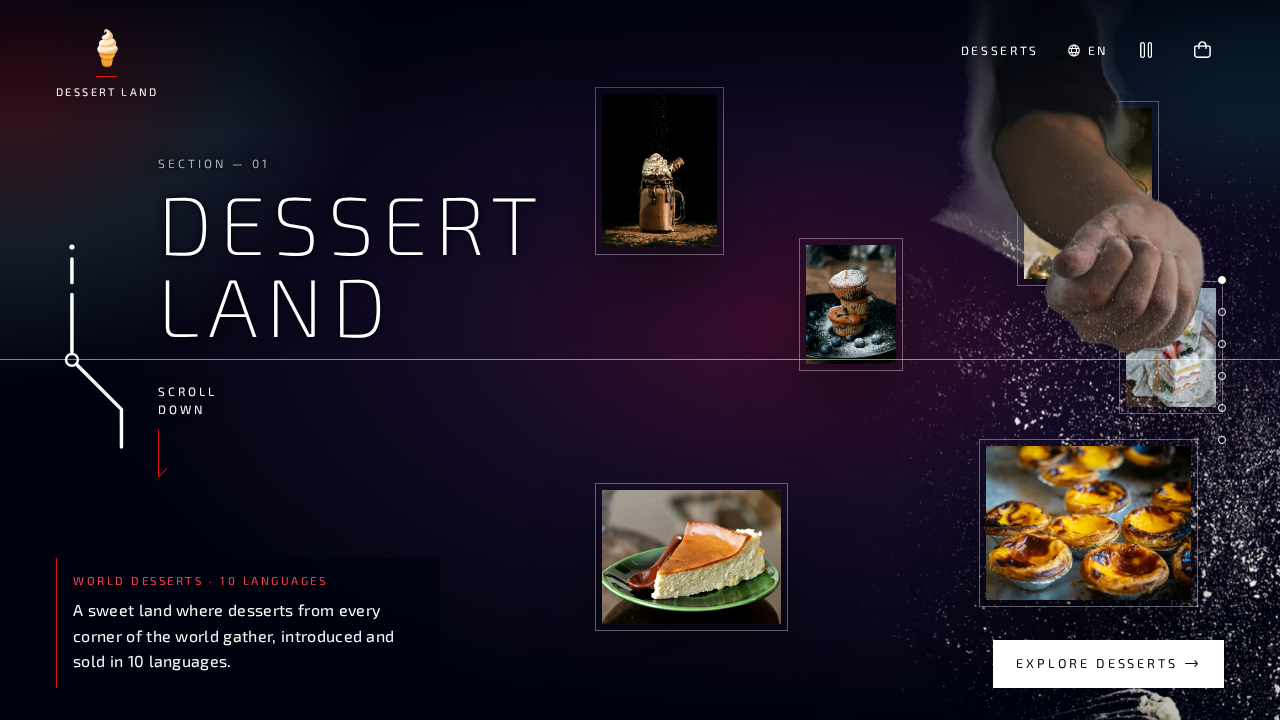 DESSERT LAND
DESSERTS
EN
SECTION — 01
DESSERT
LAND
SCROLL
DOWN
WORLD DESSERTS · 10 LANGUAGES
A sweet land where desserts from every
corner of the world gather, introduced and
sold in 10 languages.
EXPLORE DESSERTS →